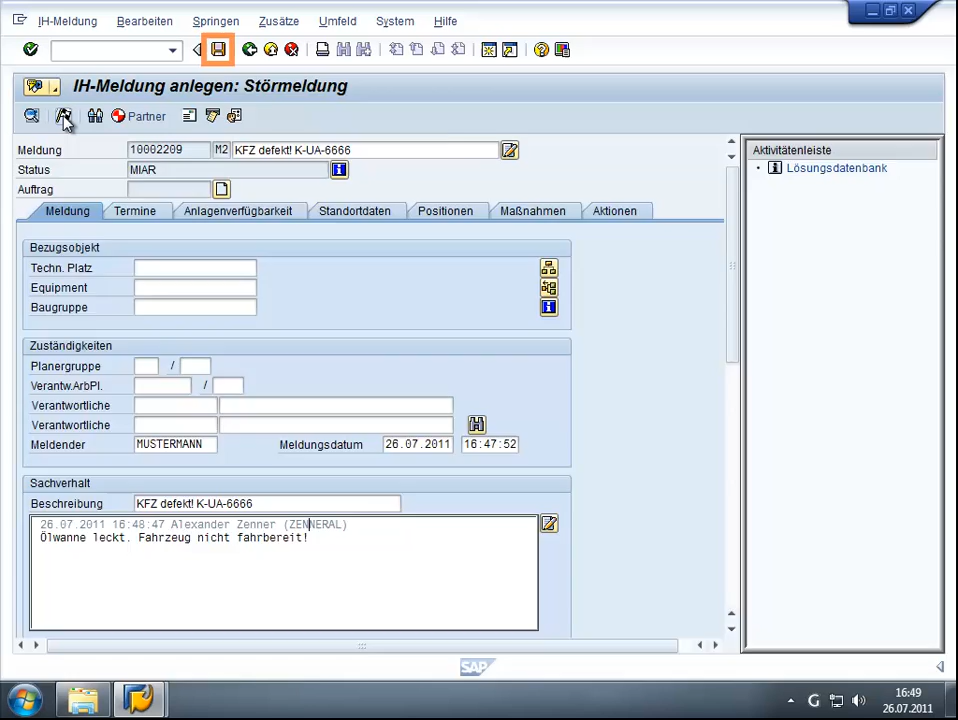 IH-Meldung Bearbeiten Springen Zusätze Umfeld System Hilfe
IH-Meldung anlegen: Störmeldung
Partner
Meldung 10002209 M2 KFZ defekt! K-UA-6666
Status MIAR
Auftrag
Meldung Termine Anlagenverfügbarkeit Standortdaten Positionen Maßnahmen Aktionen
Bezugsobjekt
Techn. Platz
Equipment
Baugruppe
Zuständigkeiten
Planergruppe /
Verantw.ArbPl. /
Verantwortliche
Verantwortliche
Meldender MUSTERMANN Meldungsdatum 26.07.2011 16:47:52
Sachverhalt
Beschreibung KFZ defekt! K-UA-6666
26.07.2011 16:48:47 Alexander Zenner (ZENNERAL)
Ölwanne leckt. Fahrzeug nicht fahrbereit!
Aktivitätenleiste
Lösungsdatenbank
SAP
G 16:49
26.07.2011